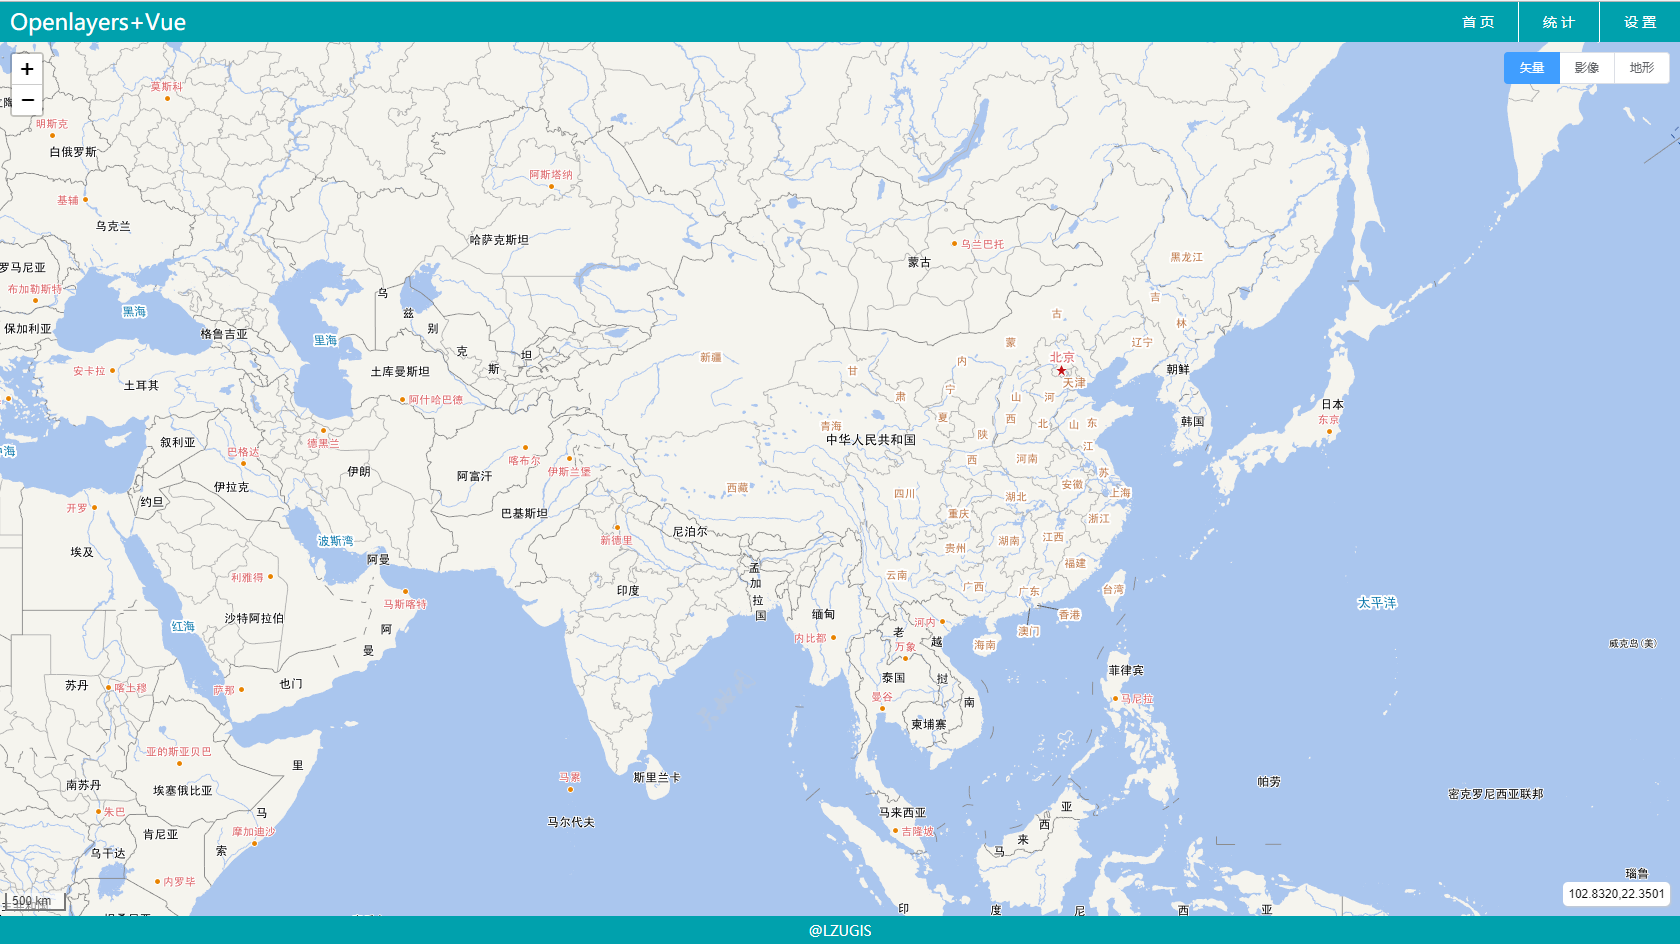 Openlayers+Vue
首页
统计
设置
+
−
矢量
影像
地形
莫斯科
明斯克
白俄罗斯
阿斯塔纳
基辅
乌克兰
哈萨克斯坦
乌兰巴托
蒙古
黑龙江
罗马尼亚
布加勒斯特
黑海
乌兹别克斯坦
吉林
保加利亚
格鲁吉亚
里海
内蒙古
辽宁
新疆
北京
天津
安卡拉
土耳其
土库曼斯坦
甘肃
朝鲜
阿什哈巴德
宁夏
山西
河北
山东
日本
东京
韩国
青海
中华人民共和国
叙利亚
德黑兰
巴格达
喀布尔
伊斯兰堡
陕西
河南
江苏
伊朗
阿富汗
伊拉克
西藏
四川
湖北
安徽
上海
约旦
开罗
巴基斯坦
重庆
浙江
波斯湾
新德里
尼泊尔
贵州
湖南
江西
埃及
阿曼
福建
利雅得
孟加拉国
云南
广西
广东
台湾
印度
马斯喀特
太平洋
沙特阿拉伯
缅甸
香港
红海
阿曼
河内
澳门
内比都
老挝
越南
万象
海南
威克岛(美)
苏丹
喀土穆
萨那
也门
泰国
菲律宾
曼谷
马尼拉
柬埔寨
亚的斯亚贝巴
索马里
马累
斯里兰卡
南苏丹
埃塞俄比亚
帕劳
密克罗尼西亚联邦
朱巴
马来西亚
马来西亚
马尔代夫
肯尼亚
摩加迪沙
吉隆坡
乌干达
内罗毕
瑙鲁
500 km
102.8320,22.3501
印度尼西亚
@LZUGIS